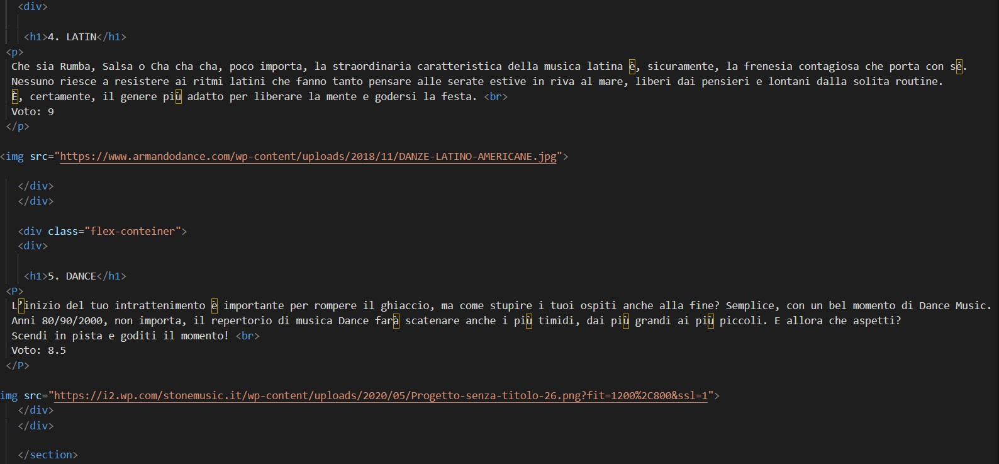 <div>
<h1>4. LATIN</h1>
<p>
Che sia Rumba, Salsa o Cha cha cha, poco importa, la straordinaria caratteristica della musica latina è, sicuramente, la frenesia contagiosa che porta con sé.
Nessuno riesce a resistere ai ritmi latini che fanno tanto pensare alle serate estive in riva al mare, liberi dai pensieri e lontani dalla solita routine.
È, certamente, il genere più adatto per liberare la mente e godersi la festa. <br>
Voto: 9
</p>
<img src="https://www.armandodance.com/wp-content/uploads/2018/11/DANZE-LATINO-AMERICANE.jpg">
</div>
</div>
<div class="flex-conteiner">
<div>
<h1>5. DANCE</h1>
<P>
L’inizio del tuo intrattenimento è importante per rompere il ghiaccio, ma come stupire i tuoi ospiti anche alla fine? Semplice, con un bel momento di Dance Music.
Anni 80/90/2000, non importa, il repertorio di musica Dance farà scatenare anche i più timidi, dai più grandi ai più piccoli. E allora che aspetti?
Scendi in pista e goditi il momento! <br>
Voto: 8.5
</P>
img src="https://i2.wp.com/stonemusic.it/wp-content/uploads/2020/05/Progetto-senza-titolo-26.png?fit=1200%2C800&ssl=1">
</div>
</div>
</section>